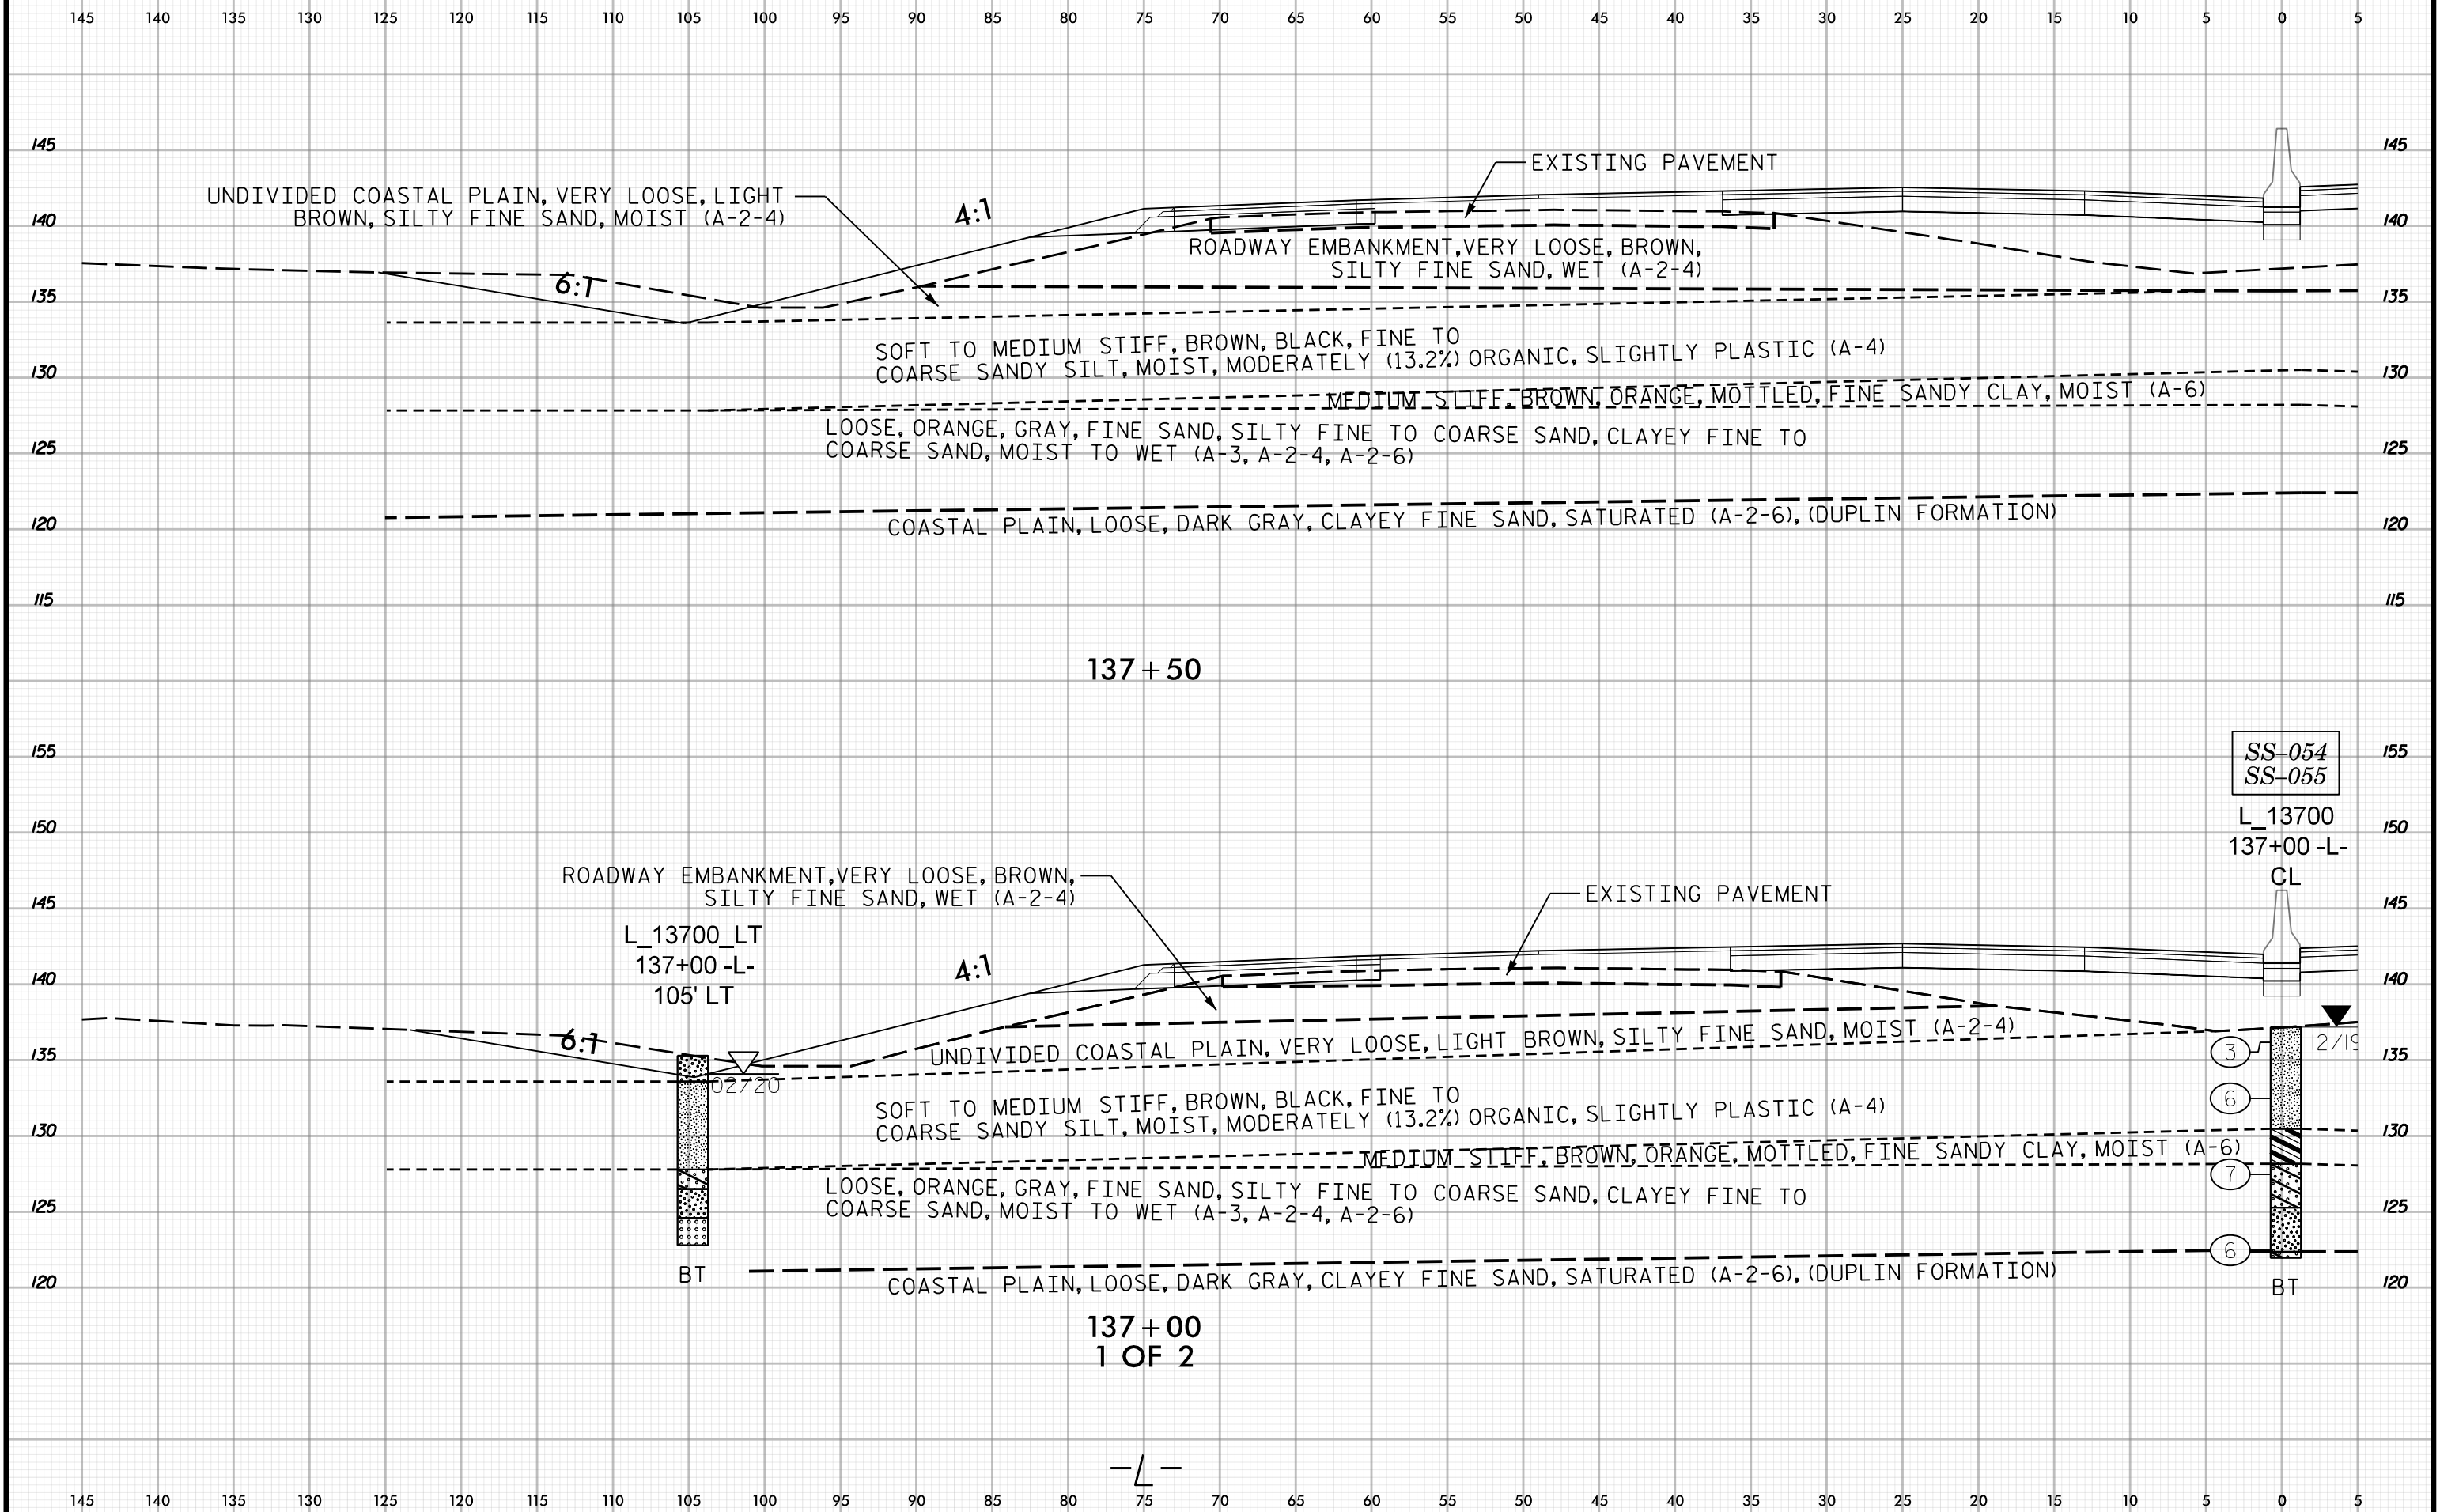 145 140 135 130 125 120 115 110 105 100 95 90 85 80 75 70 65 60 55 50 45 40 35 30 25 20 15 10 5 0 5
145 145
EXISTING PAVEMENT
UNDIVIDED COASTAL PLAIN, VERY LOOSE, LIGHT
BROWN, SILTY FINE SAND, MOIST (A-2-4)
4:1
140 140
ROADWAY EMBANKMENT, VERY LOOSE, BROWN,
SILTY FINE SAND, WET (A-2-4)
6:1
135 135
SOFT TO MEDIUM STIFF, BROWN, BLACK, FINE TO
COARSE SANDY SILT, MOIST, MODERATELY (13.2%) ORGANIC, SLIGHTLY PLASTIC (A-4)
130 130
MEDIUM STIFF, BROWN, ORANGE, MOTTLED, FINE SANDY CLAY, MOIST (A-6)
LOOSE, ORANGE, GRAY, FINE SAND, SILTY FINE TO COARSE SAND, CLAYEY FINE TO
COARSE SAND, MOIST TO WET (A-3, A-2-4, A-2-6)
125 125
COASTAL PLAIN, LOOSE, DARK GRAY, CLAYEY FINE SAND, SATURATED (A-2-6), (DUPLIN FORMATION)
120 120
115 115
137+50
155 155
SS-054
SS-055
L_13700
137+00 -L-
CL
150 150
ROADWAY EMBANKMENT, VERY LOOSE, BROWN,
SILTY FINE SAND, WET (A-2-4)
EXISTING PAVEMENT
145 145
L_13700_LT
137+00 -L-
105' LT
4:1
140 140
6:1
UNDIVIDED COASTAL PLAIN, VERY LOOSE, LIGHT BROWN, SILTY FINE SAND, MOIST (A-2-4)
12/19
3
135 135
02/20
6
SOFT TO MEDIUM STIFF, BROWN, BLACK, FINE TO
COARSE SANDY SILT, MOIST, MODERATELY (13.2%) ORGANIC, SLIGHTLY PLASTIC (A-4)
130 130
MEDIUM STIFF, BROWN, ORANGE, MOTTLED, FINE SANDY CLAY, MOIST (A-6)
7
LOOSE, ORANGE, GRAY, FINE SAND, SILTY FINE TO COARSE SAND, CLAYEY FINE TO
COARSE SAND, MOIST TO WET (A-3, A-2-4, A-2-6)
125 125
6
BT
COASTAL PLAIN, LOOSE, DARK GRAY, CLAYEY FINE SAND, SATURATED (A-2-6), (DUPLIN FORMATION)
BT
120 120
137+00
1 OF 2
-L-
145 140 135 130 125 120 115 110 105 100 95 90 85 80 75 70 65 60 55 50 45 40 35 30 25 20 15 10 5 0 5